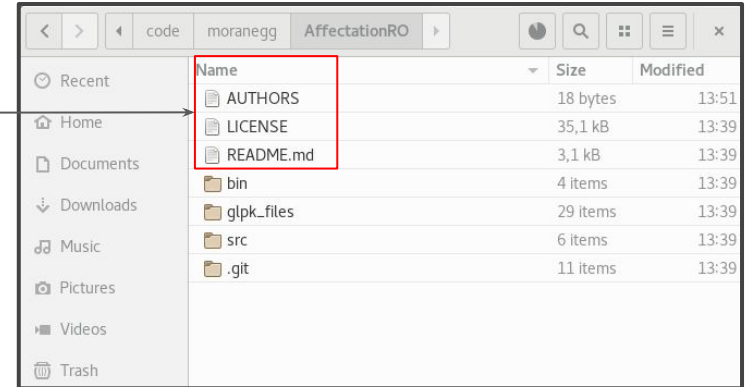 code moranegg AffectationRO
Name Size Modified
Recent
Home
Documents
Downloads
Music
Pictures
Videos
Trash
AUTHORS 18 bytes 13:51
LICENSE 35,1 kB 13:39
README.md 3,1 kB 13:39
bin 4 items 13:39
glpk_files 29 items 13:39
src 6 items 13:39
.git 11 items 13:39